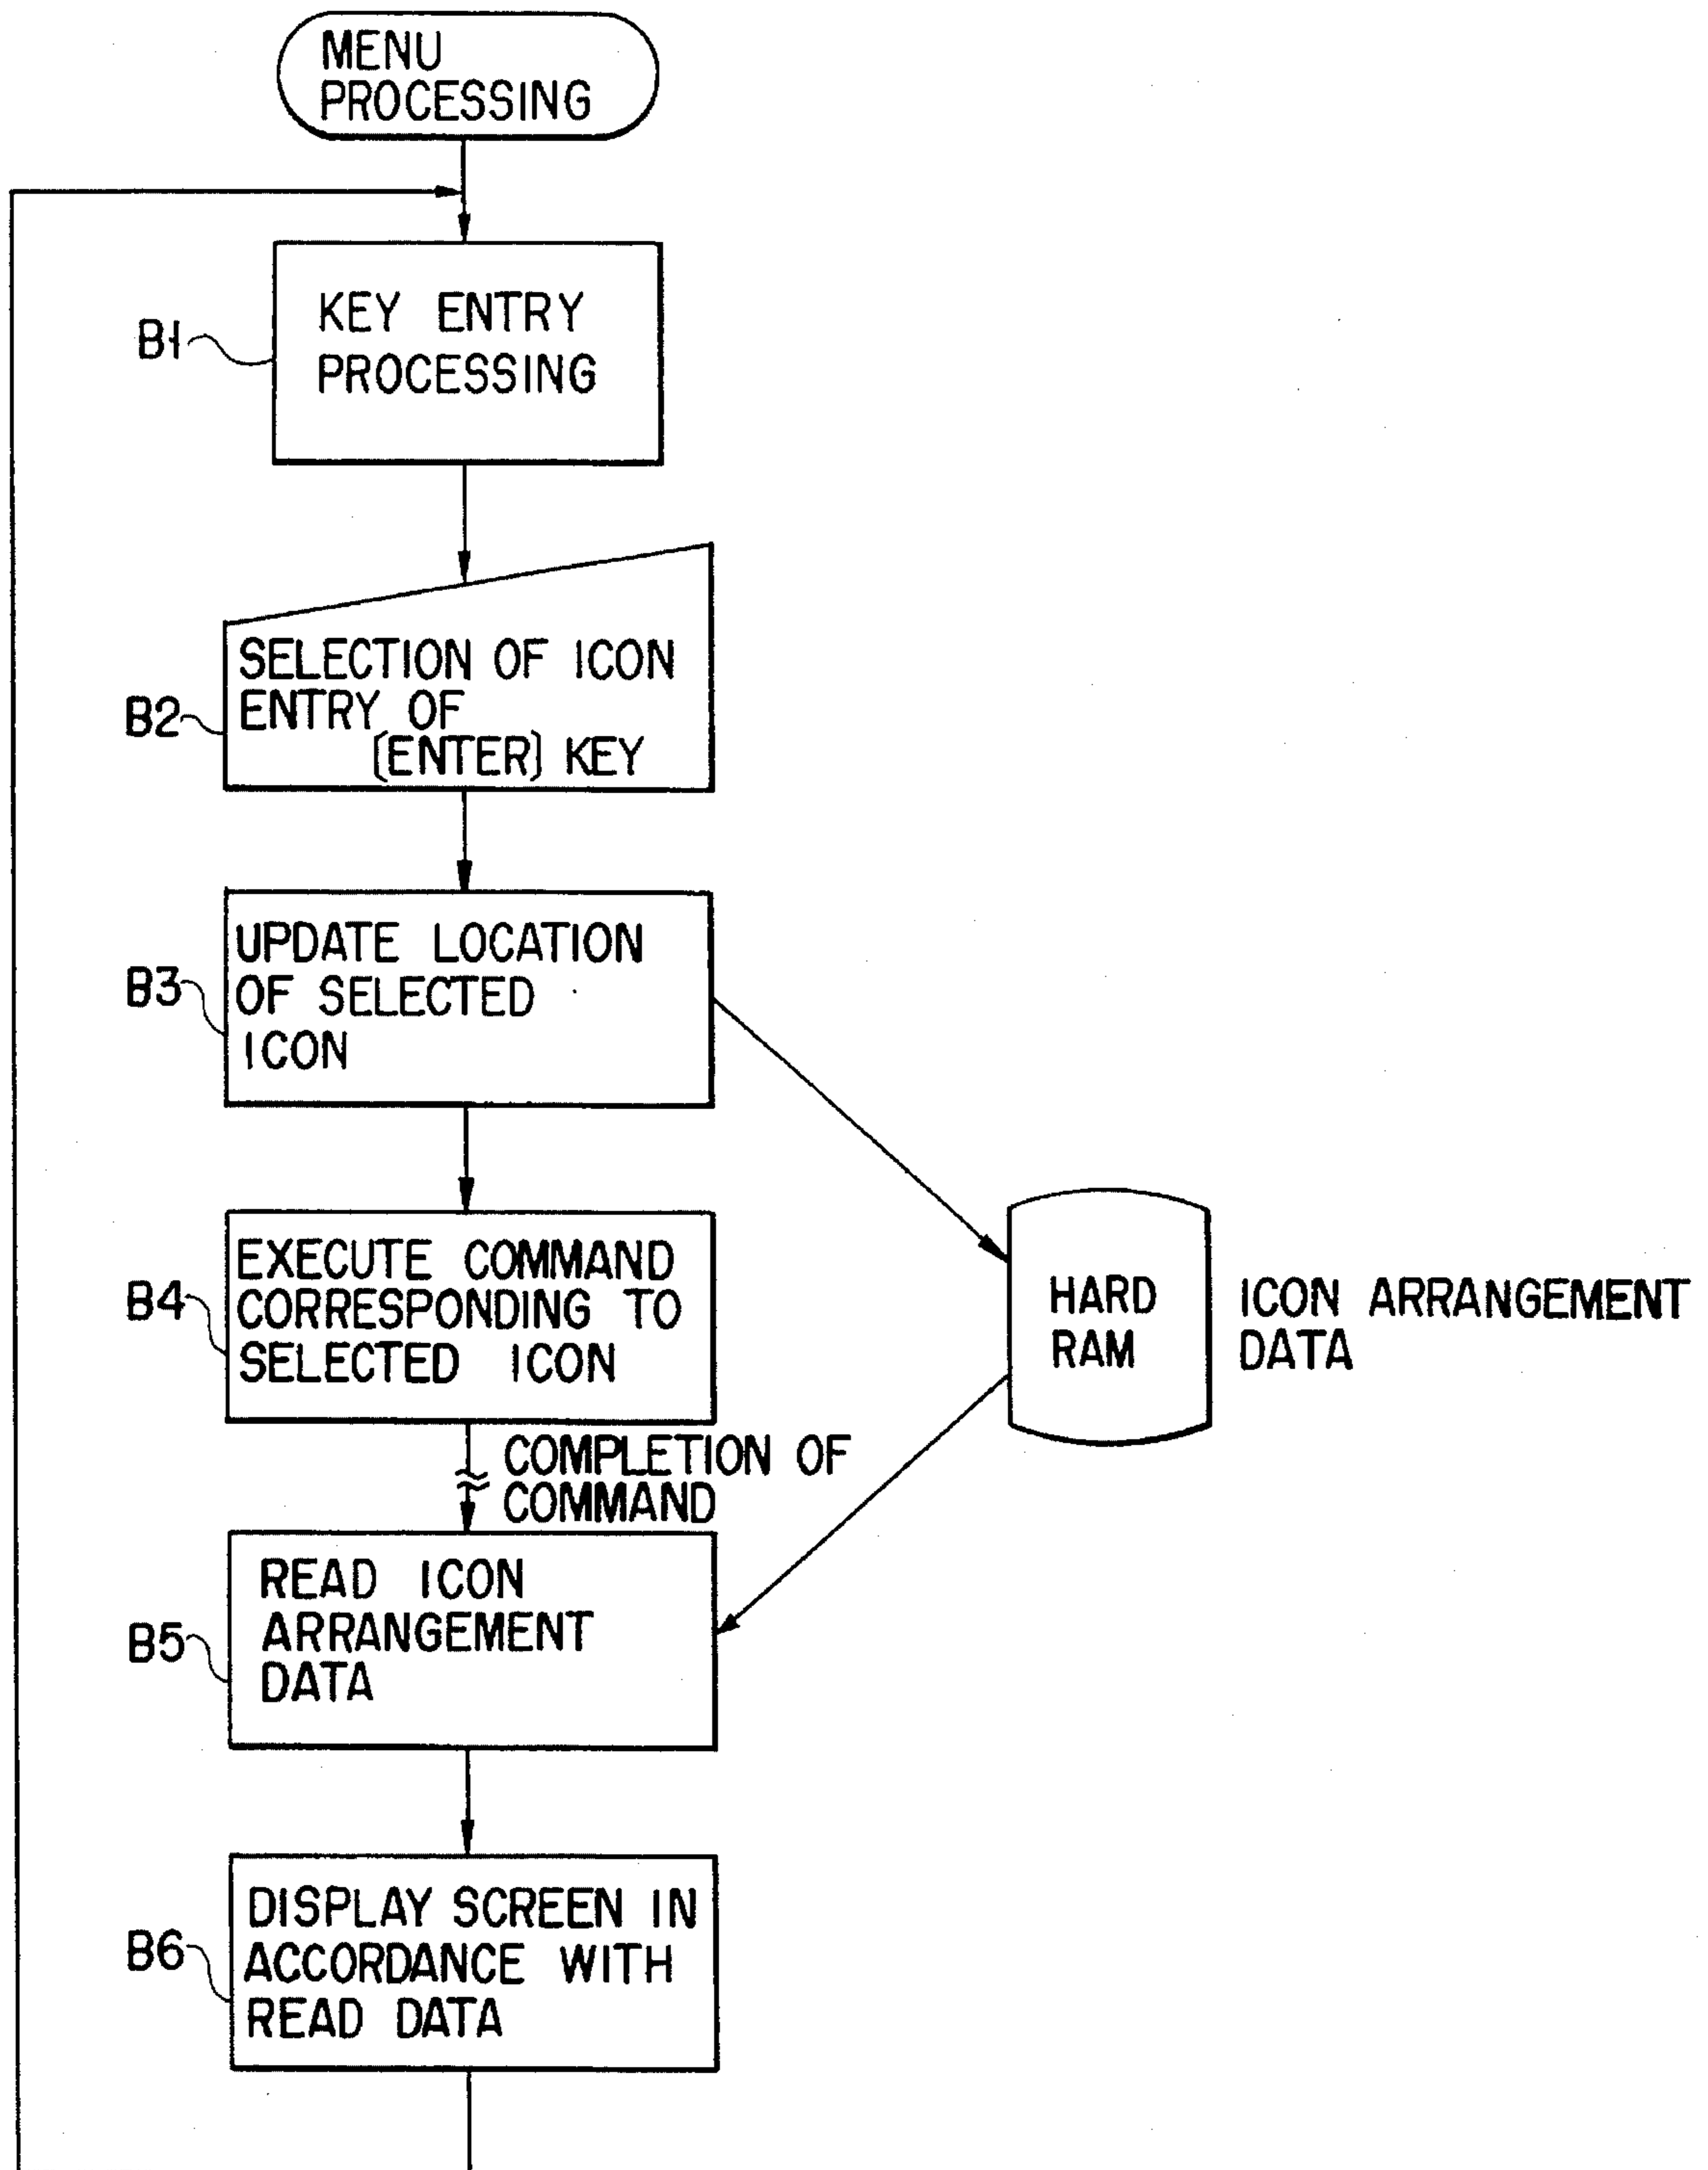 MENU
PROCESSING
B1
KEY ENTRY
PROCESSING
B2
SELECTION OF ICON
ENTRY OF
[ENTER] KEY
B3
UPDATE LOCATION
OF SELECTED
ICON
B4
EXECUTE COMMAND
CORRESPONDING TO
SELECTED ICON
HARD
RAM
ICON ARRANGEMENT
DATA
COMPLETION OF
COMMAND
B5
READ ICON
ARRANGEMENT
DATA
B6
DISPLAY SCREEN IN
ACCORDANCE WITH
READ DATA